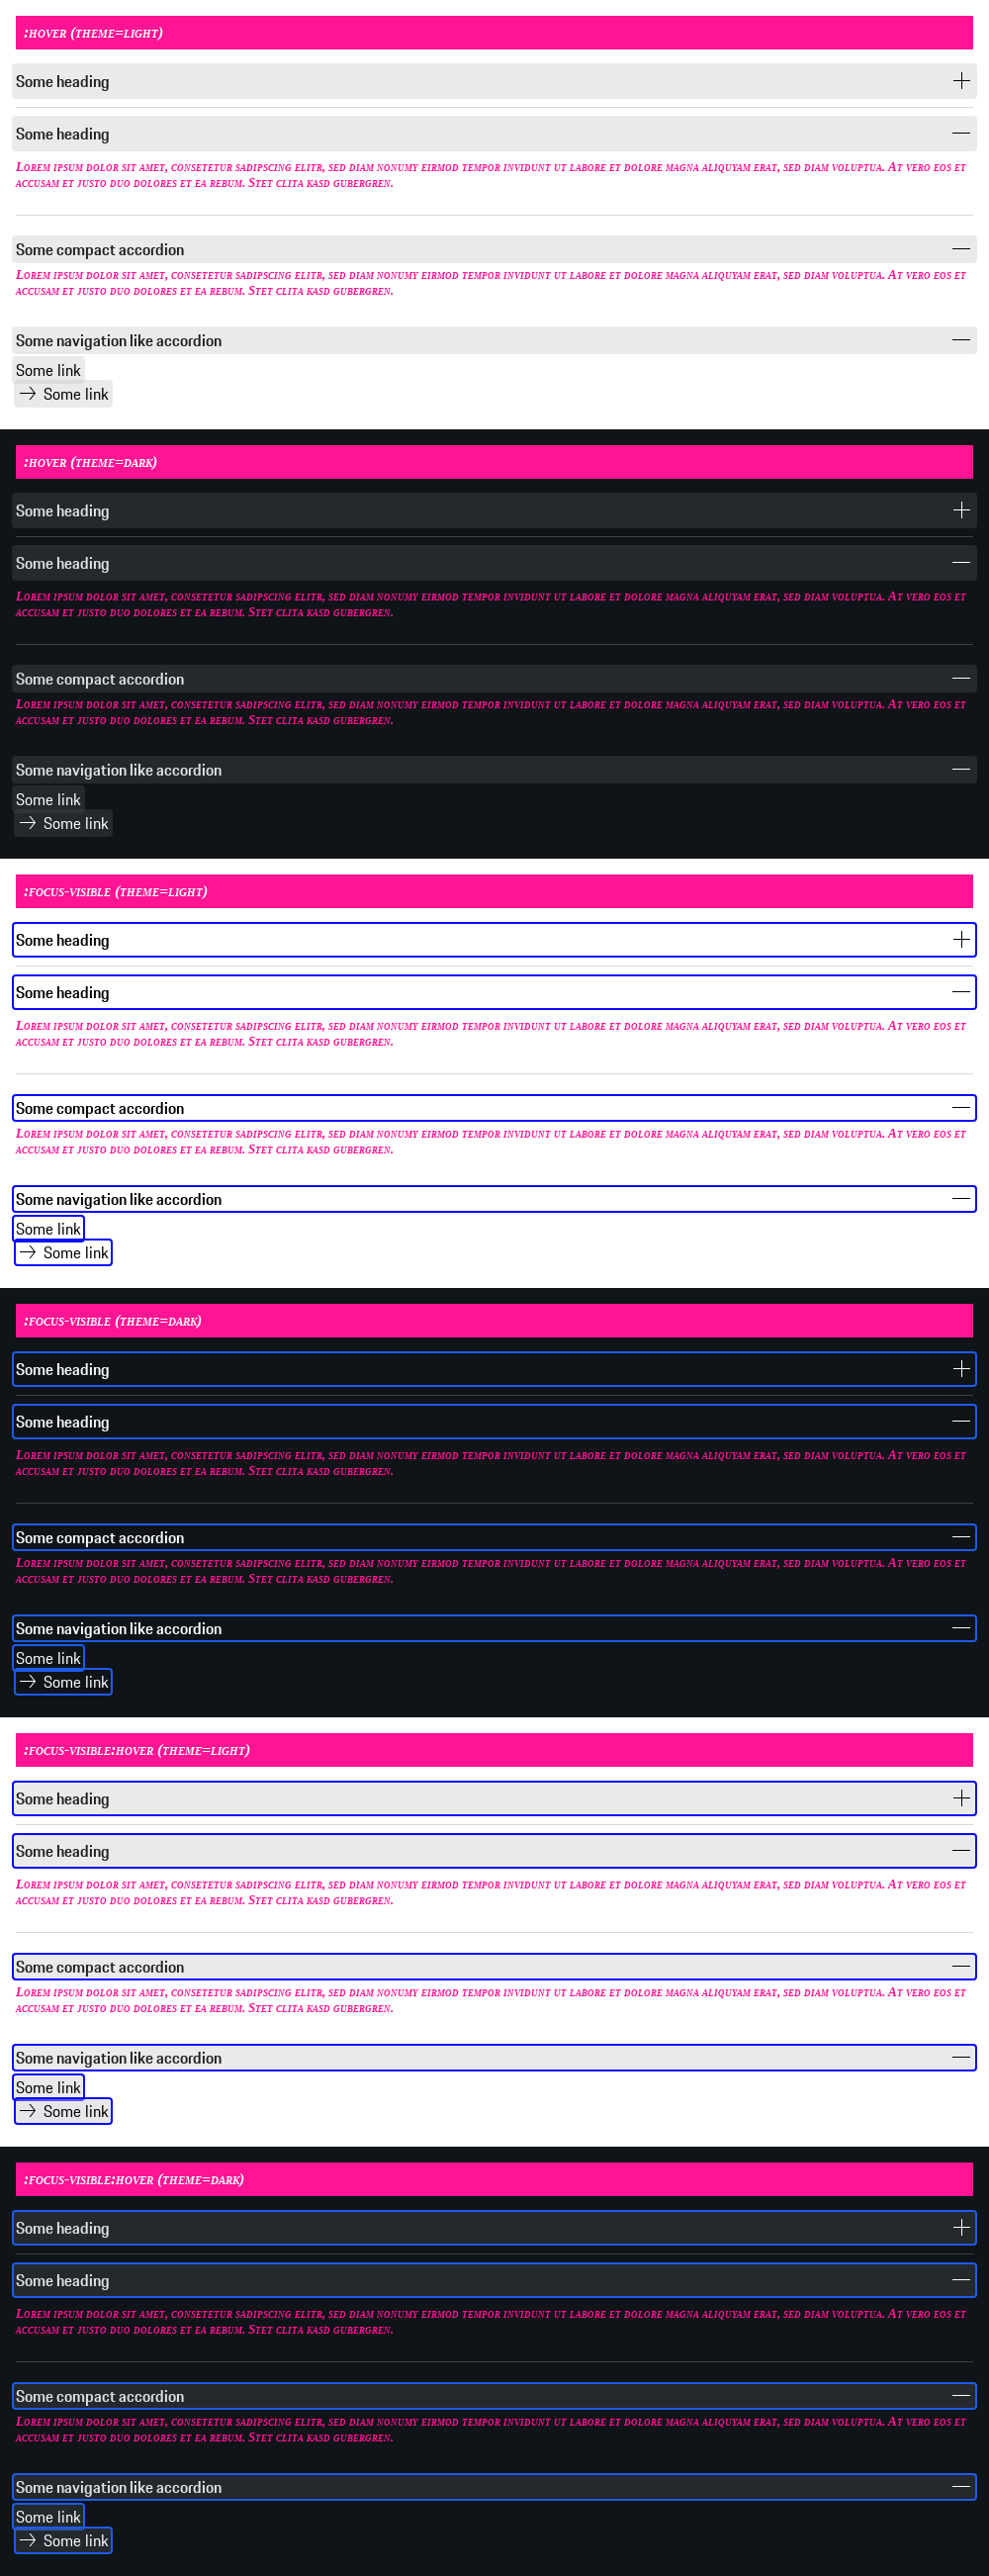 :hover (theme=light)
Some heading
Some heading
Lorem ipsum dolor sit amet, consetetur sadipscing elitr, sed diam nonumy eirmod tempor invidunt ut labore et dolore magna aliquyam erat, sed diam voluptua. At vero eos et
accusam et justo duo dolores et ea rebum. Stet clita kasd gubergren.
Some compact accordion
Lorem ipsum dolor sit amet, consetetur sadipscing elitr, sed diam nonumy eirmod tempor invidunt ut labore et dolore magna aliquyam erat, sed diam voluptua. At vero eos et
accusam et justo duo dolores et ea rebum. Stet clita kasd gubergren.
Some navigation like accordion
Some link
Some link
:hover (theme=dark)
Some heading
Some heading
Lorem ipsum dolor sit amet, consetetur sadipscing elitr, sed diam nonumy eirmod tempor invidunt ut labore et dolore magna aliquyam erat, sed diam voluptua. At vero eos et
accusam et justo duo dolores et ea rebum. Stet clita kasd gubergren.
Some compact accordion
Lorem ipsum dolor sit amet, consetetur sadipscing elitr, sed diam nonumy eirmod tempor invidunt ut labore et dolore magna aliquyam erat, sed diam voluptua. At vero eos et
accusam et justo duo dolores et ea rebum. Stet clita kasd gubergren.
Some navigation like accordion
Some link
Some link
:focus-visible (theme=light)
Some heading
Some heading
Lorem ipsum dolor sit amet, consetetur sadipscing elitr, sed diam nonumy eirmod tempor invidunt ut labore et dolore magna aliquyam erat, sed diam voluptua. At vero eos et
accusam et justo duo dolores et ea rebum. Stet clita kasd gubergren.
Some compact accordion
Lorem ipsum dolor sit amet, consetetur sadipscing elitr, sed diam nonumy eirmod tempor invidunt ut labore et dolore magna aliquyam erat, sed diam voluptua. At vero eos et
accusam et justo duo dolores et ea rebum. Stet clita kasd gubergren.
Some navigation like accordion
Some link
Some link
:focus-visible (theme=dark)
Some heading
Some heading
Lorem ipsum dolor sit amet, consetetur sadipscing elitr, sed diam nonumy eirmod tempor invidunt ut labore et dolore magna aliquyam erat, sed diam voluptua. At vero eos et
accusam et justo duo dolores et ea rebum. Stet clita kasd gubergren.
Some compact accordion
Lorem ipsum dolor sit amet, consetetur sadipscing elitr, sed diam nonumy eirmod tempor invidunt ut labore et dolore magna aliquyam erat, sed diam voluptua. At vero eos et
accusam et justo duo dolores et ea rebum. Stet clita kasd gubergren.
Some navigation like accordion
Some link
Some link
:focus-visible:hover (theme=light)
Some heading
Some heading
Lorem ipsum dolor sit amet, consetetur sadipscing elitr, sed diam nonumy eirmod tempor invidunt ut labore et dolore magna aliquyam erat, sed diam voluptua. At vero eos et
accusam et justo duo dolores et ea rebum. Stet clita kasd gubergren.
Some compact accordion
Lorem ipsum dolor sit amet, consetetur sadipscing elitr, sed diam nonumy eirmod tempor invidunt ut labore et dolore magna aliquyam erat, sed diam voluptua. At vero eos et
accusam et justo duo dolores et ea rebum. Stet clita kasd gubergren.
Some navigation like accordion
Some link
Some link
:focus-visible:hover (theme=dark)
Some heading
Some heading
Lorem ipsum dolor sit amet, consetetur sadipscing elitr, sed diam nonumy eirmod tempor invidunt ut labore et dolore magna aliquyam erat, sed diam voluptua. At vero eos et
accusam et justo duo dolores et ea rebum. Stet clita kasd gubergren.
Some compact accordion
Lorem ipsum dolor sit amet, consetetur sadipscing elitr, sed diam nonumy eirmod tempor invidunt ut labore et dolore magna aliquyam erat, sed diam voluptua. At vero eos et
accusam et justo duo dolores et ea rebum. Stet clita kasd gubergren.
Some navigation like accordion
Some link
Some link